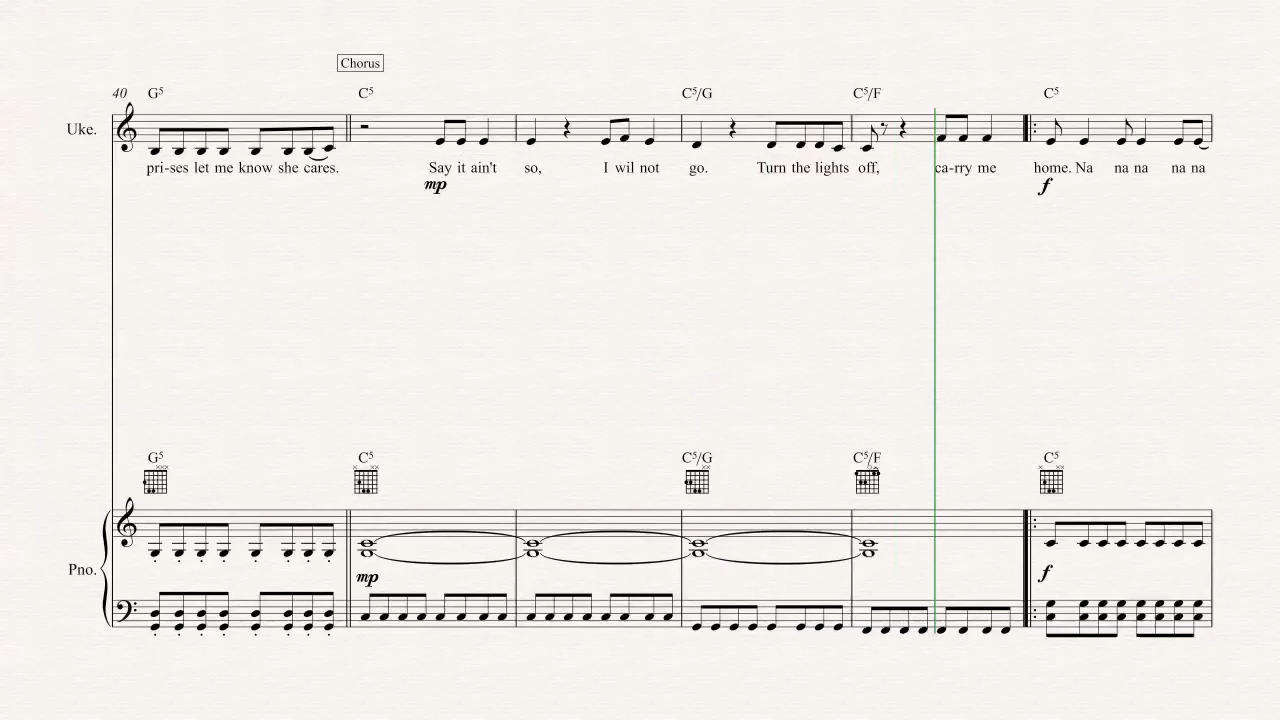 Chorus
40 G5 C5 C5/G C5/F C5
Uke.
pri-ses let me know she cares. Say it ain't so, I wil not go. Turn the lights off, ca-rry me home. Na na na na na
mp f
G5 C5 C5/G C5/F C5
mp f
Pno.